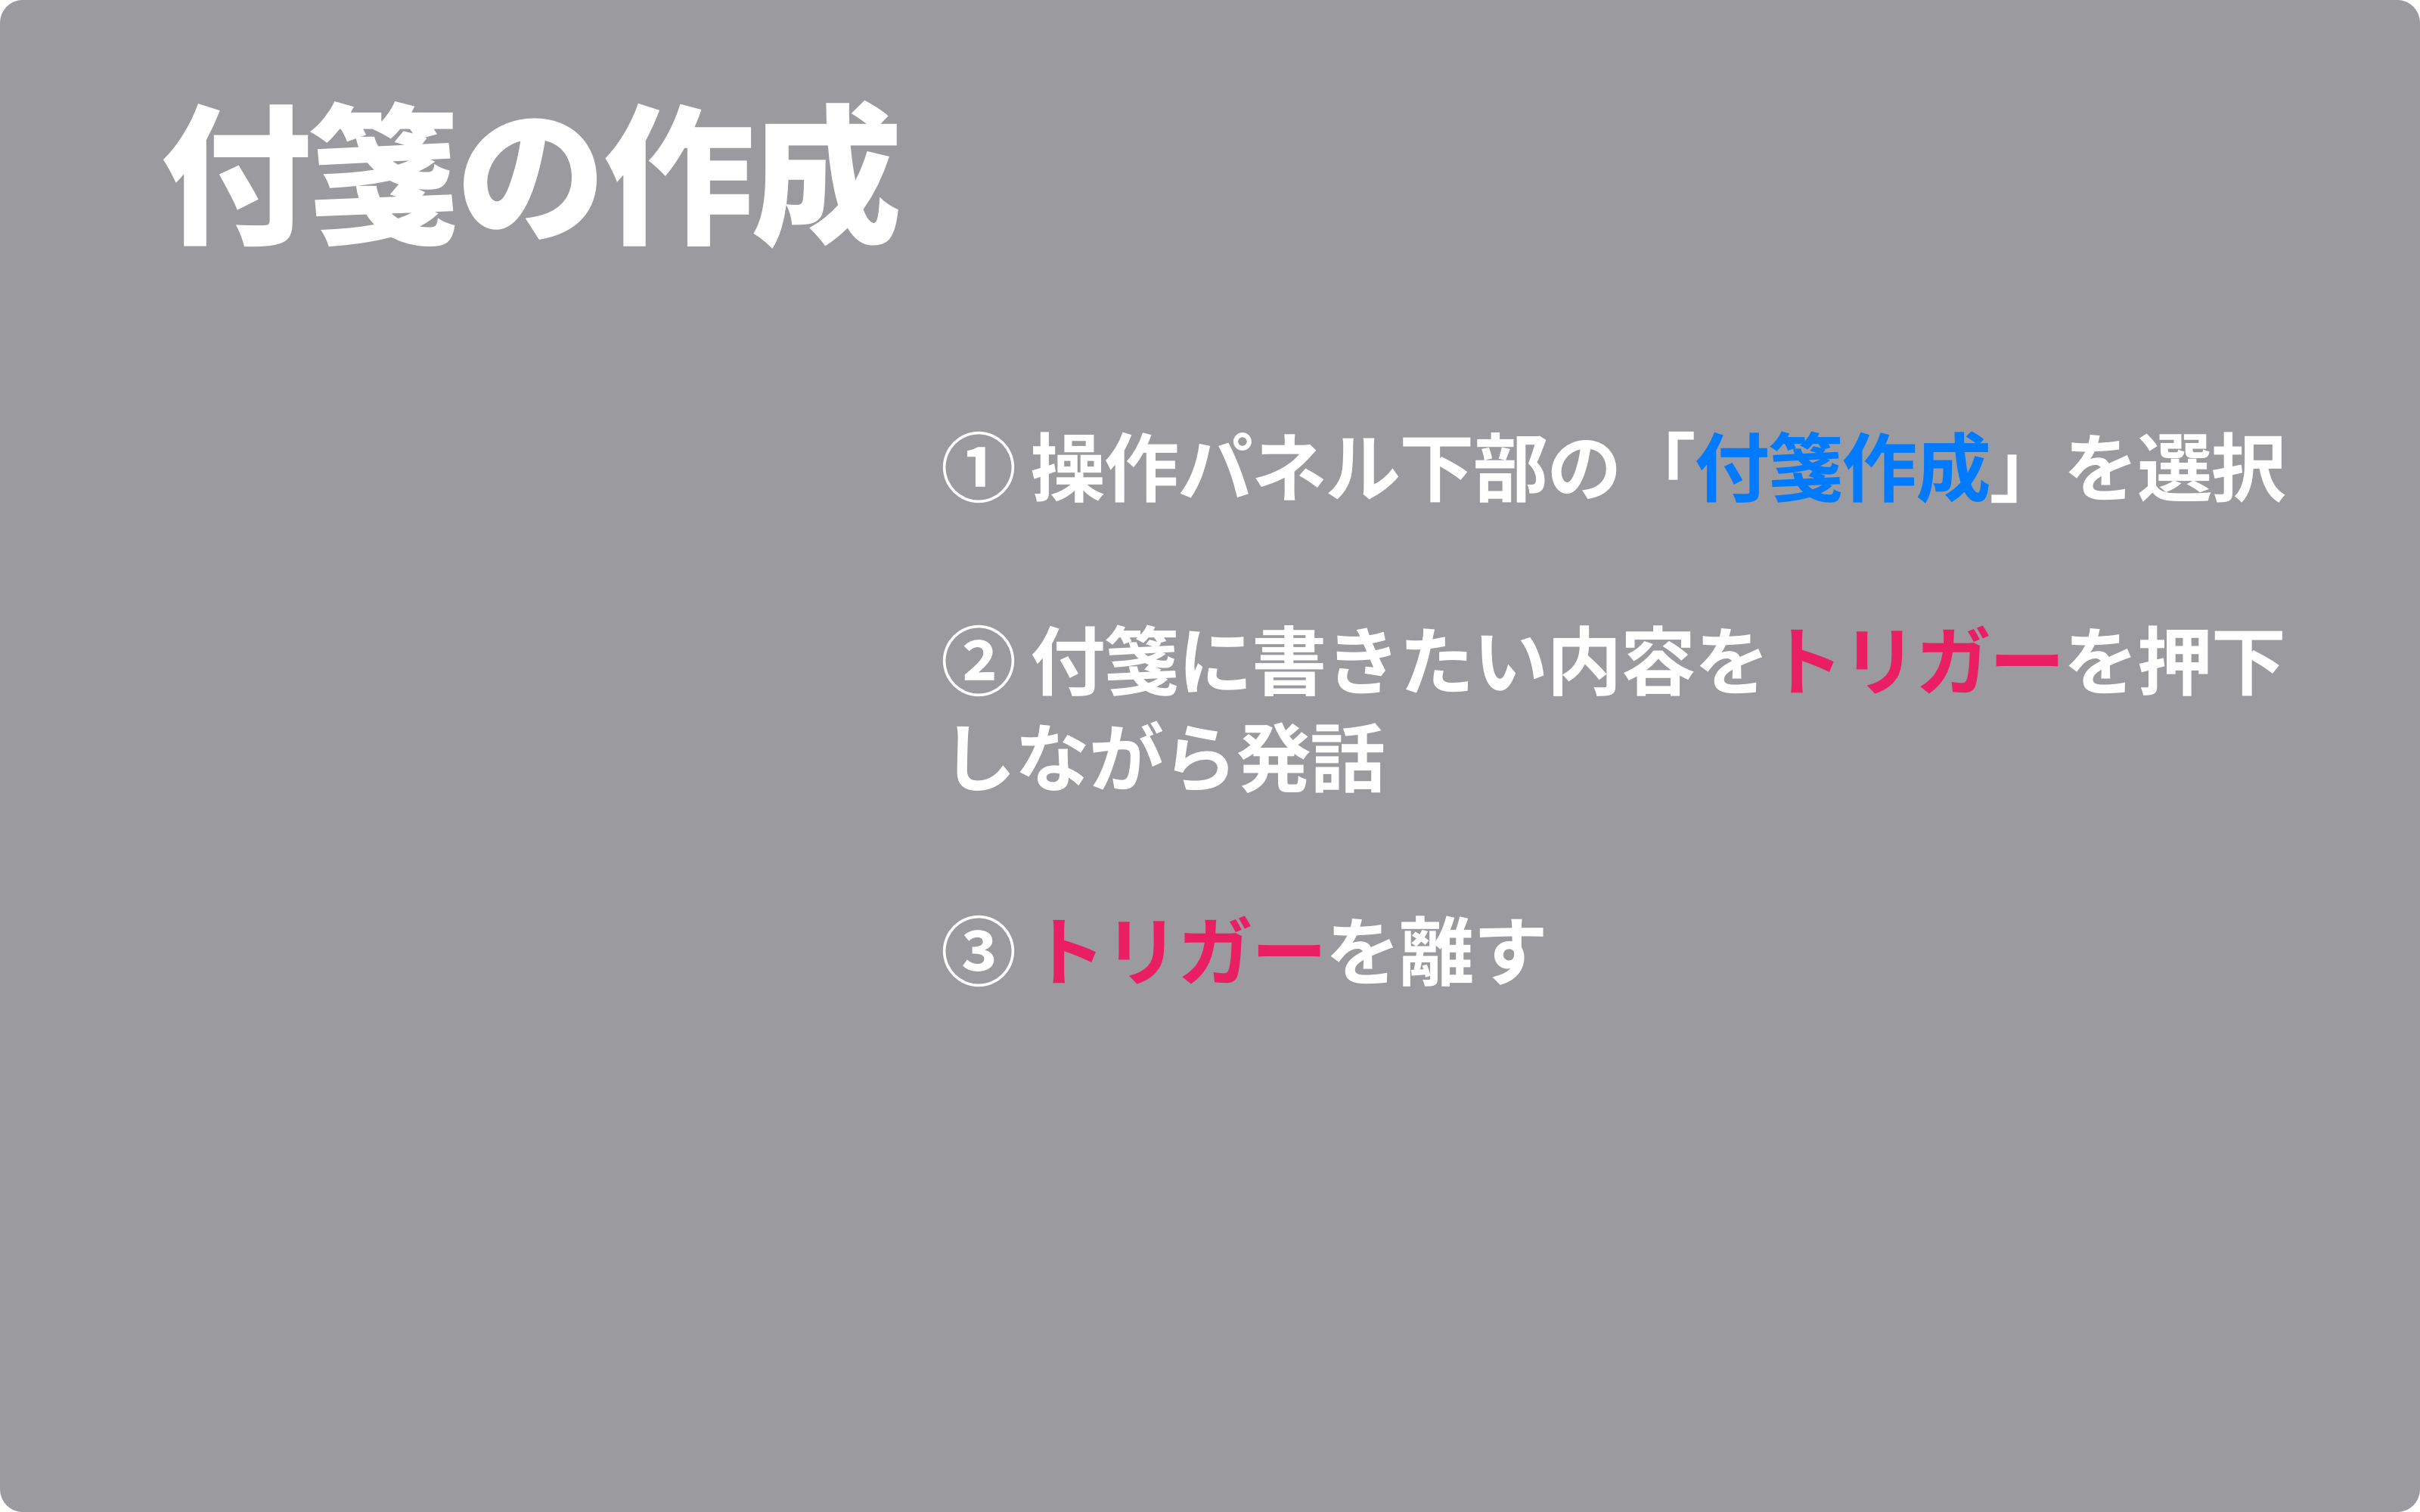 付箋の作成
① 操作パネル下部の「付箋作成」を選択
② 付箋に書きたい内容をトリガーを押下
しながら発話
③ トリガーを離す